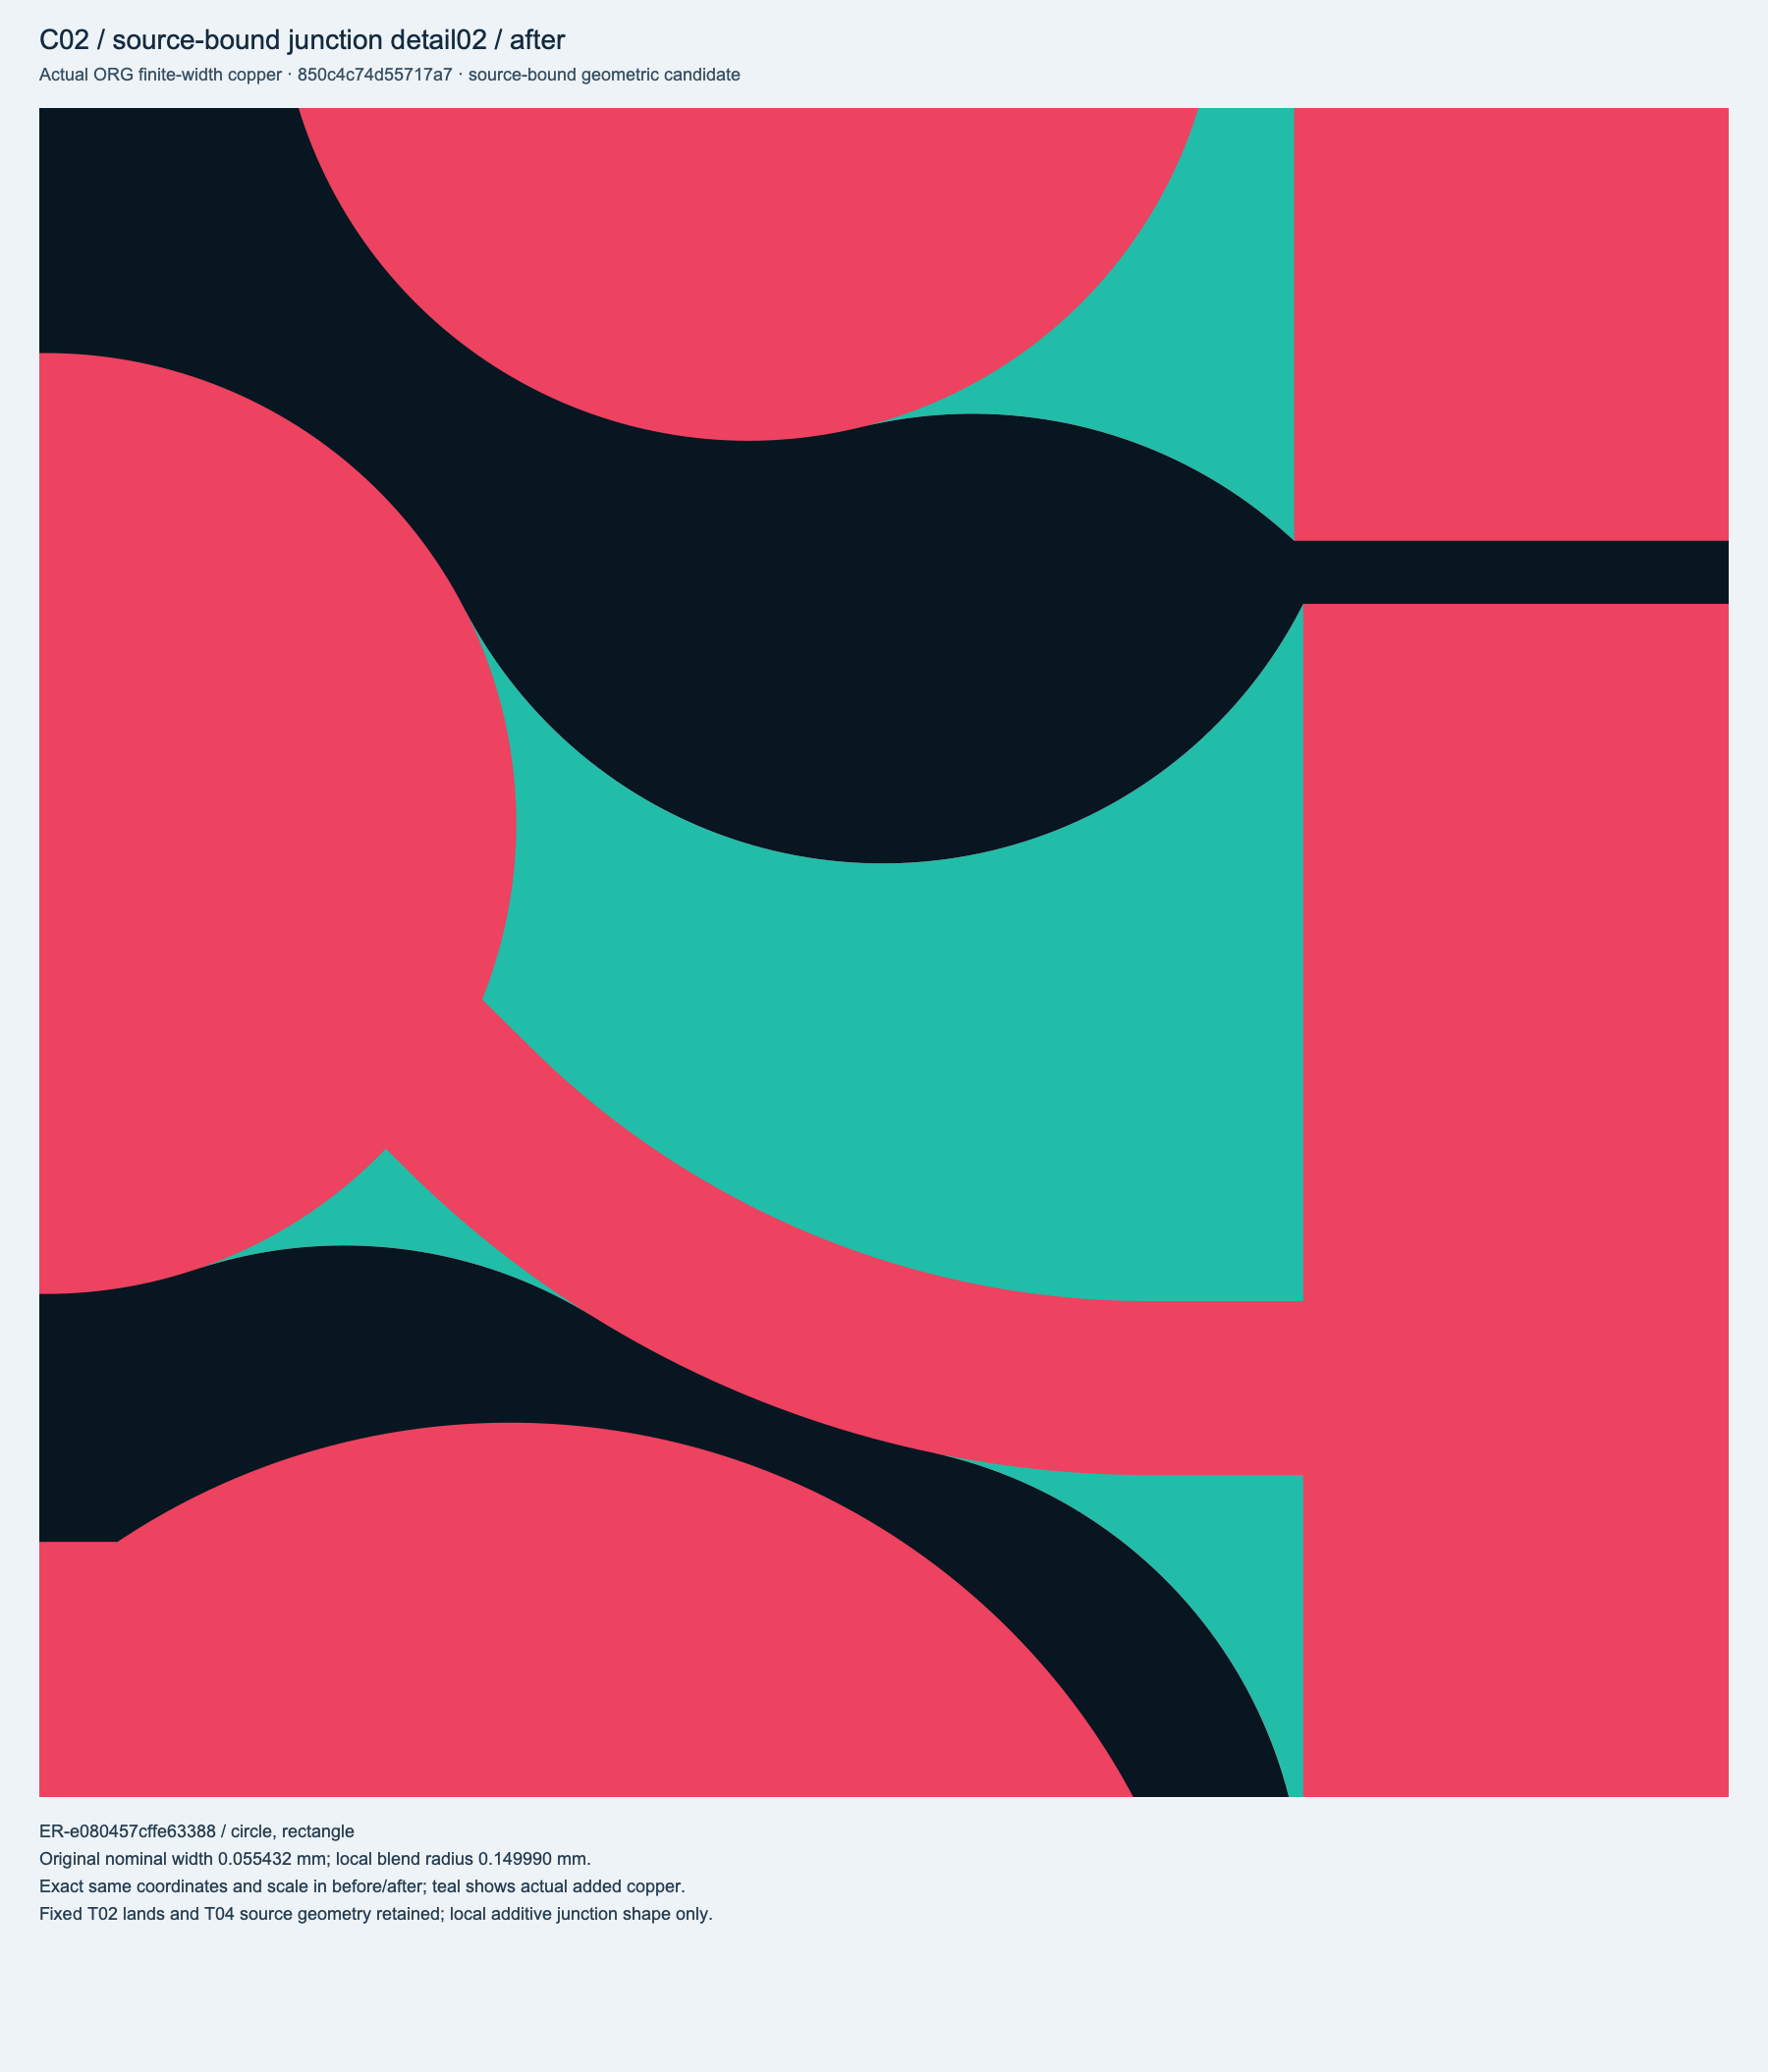 C02 / source-bound junction detail02 / after
Actual ORG finite-width copper · 850c4c74d55717a7 · source-bound geometric candidate
ER-e080457cffe63388 / circle, rectangle
Original nominal width 0.055432 mm; local blend radius 0.149990 mm.
Exact same coordinates and scale in before/after; teal shows actual added copper.
Fixed T02 lands and T04 source geometry retained; local additive junction shape only.